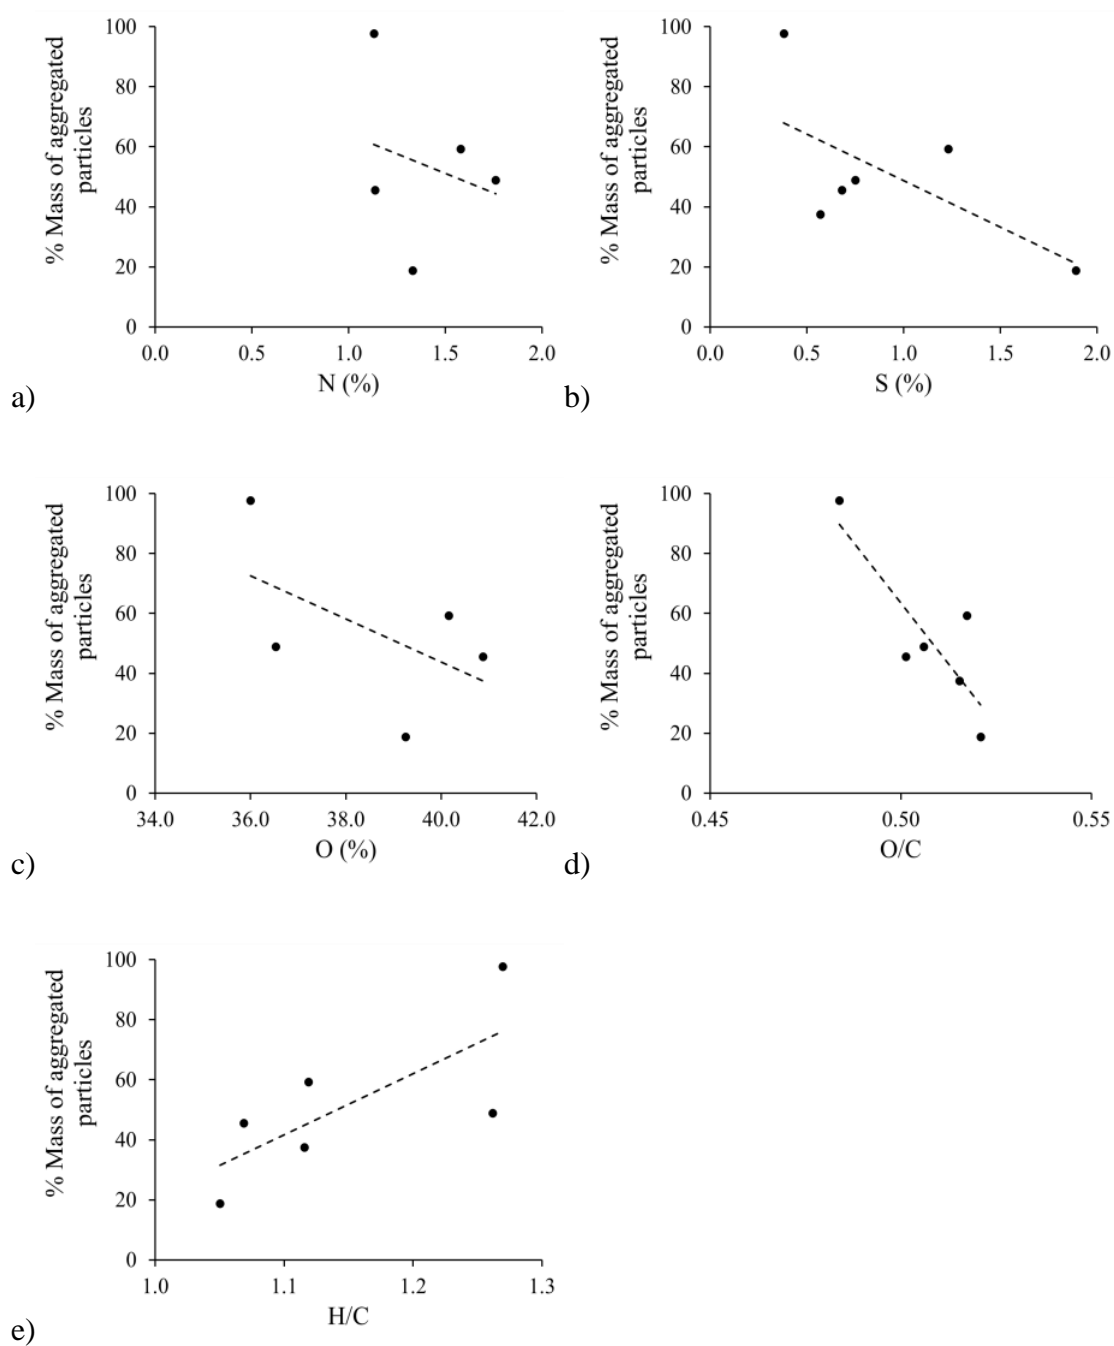 % Mass of aggregated
particles
100
80
60
40
20
0
0.0 0.5 1.0 1.5 2.0
N (%)
a)
% Mass of aggregated
particles
100
80
60
40
20
0
0.0 0.5 1.0 1.5 2.0
S (%)
b)
% Mass of aggregated
particles
100
80
60
40
20
0
34.0 36.0 38.0 40.0 42.0
O (%)
c)
% Mass of aggregated
particles
100
80
60
40
20
0
0.45 0.50 0.55
O/C
d)
% Mass of aggregated
particles
100
80
60
40
20
0
1.0 1.1 1.2 1.3
H/C
e)